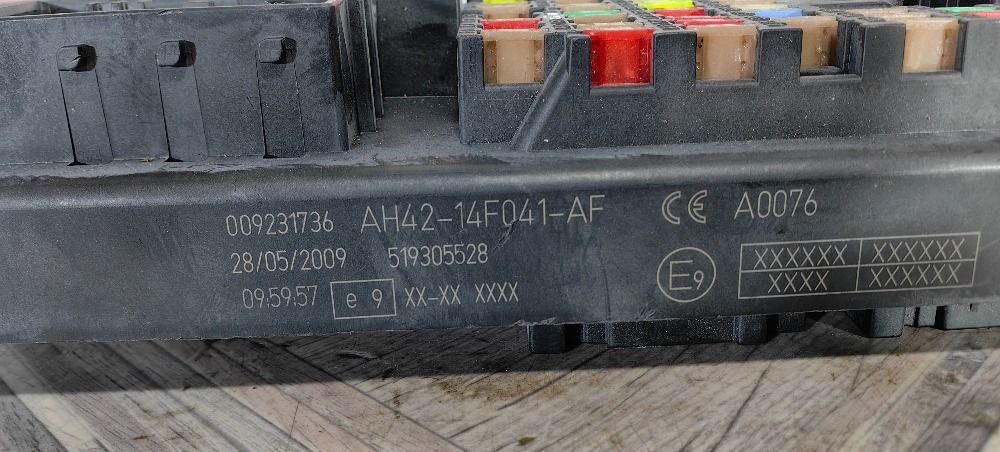 009231736 AH42-14F041-AF CE A0076
28/05/2009 519305528
09:59:57 e 9 XX-XX XXXX
E9
XXXXXX XXXXXX
XXXX XXXXXX